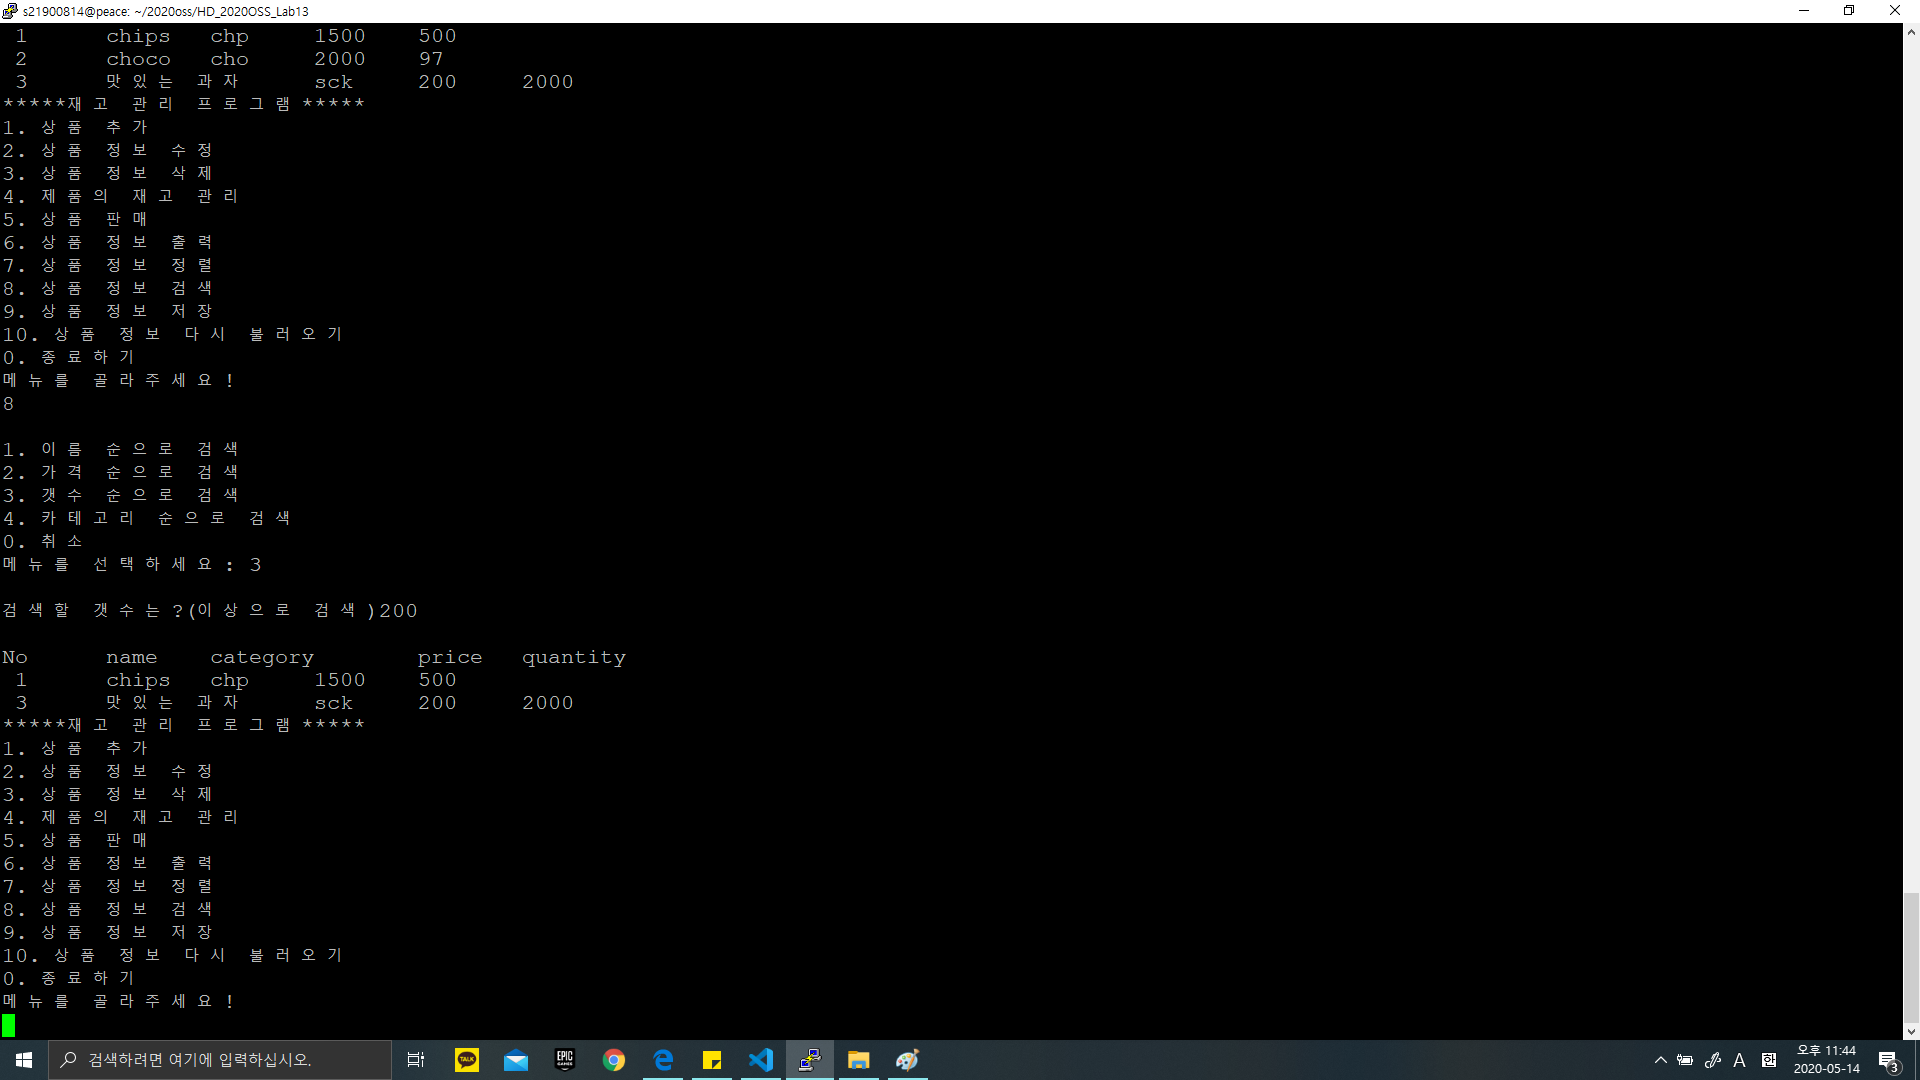 s21900814@peace: ~/2020oss/HD_2020OSS_Lab13
1 chips chp 1500 500
2 choco cho 2000 97
3 맛있는 과자 sck 200 2000
*****재고 관리 프로그램*****
1. 상품 추가
2. 상품 정보 수정
3. 상품 정보 삭제
4. 제품의 재고 관리
5. 상품 판매
6. 상품 정보 출력
7. 상품 정보 정렬
8. 상품 정보 검색
9. 상품 정보 저장
10. 상품 정보 다시 불러오기
0. 종료하기
메뉴를 골라주세요!
8
1. 이름 순으로 검색
2. 가격 순으로 검색
3. 갯수 순으로 검색
4. 카테고리 순으로 검색
0. 취소
메뉴를 선택하세요: 3
검색할 갯수는?(이상으로 검색)200
No name category price quantity
1 chips chp 1500 500
3 맛있는 과자 sck 200 2000
*****재고 관리 프로그램*****
1. 상품 추가
2. 상품 정보 수정
3. 상품 정보 삭제
4. 제품의 재고 관리
5. 상품 판매
6. 상품 정보 출력
7. 상품 정보 정렬
8. 상품 정보 검색
9. 상품 정보 저장
10. 상품 정보 다시 불러오기
0. 종료하기
메뉴를 골라주세요!
검색하려면 여기에 입력하십시오.
TALK
EPIC GAMES
A
한
오후 11:44
2020-05-14
3